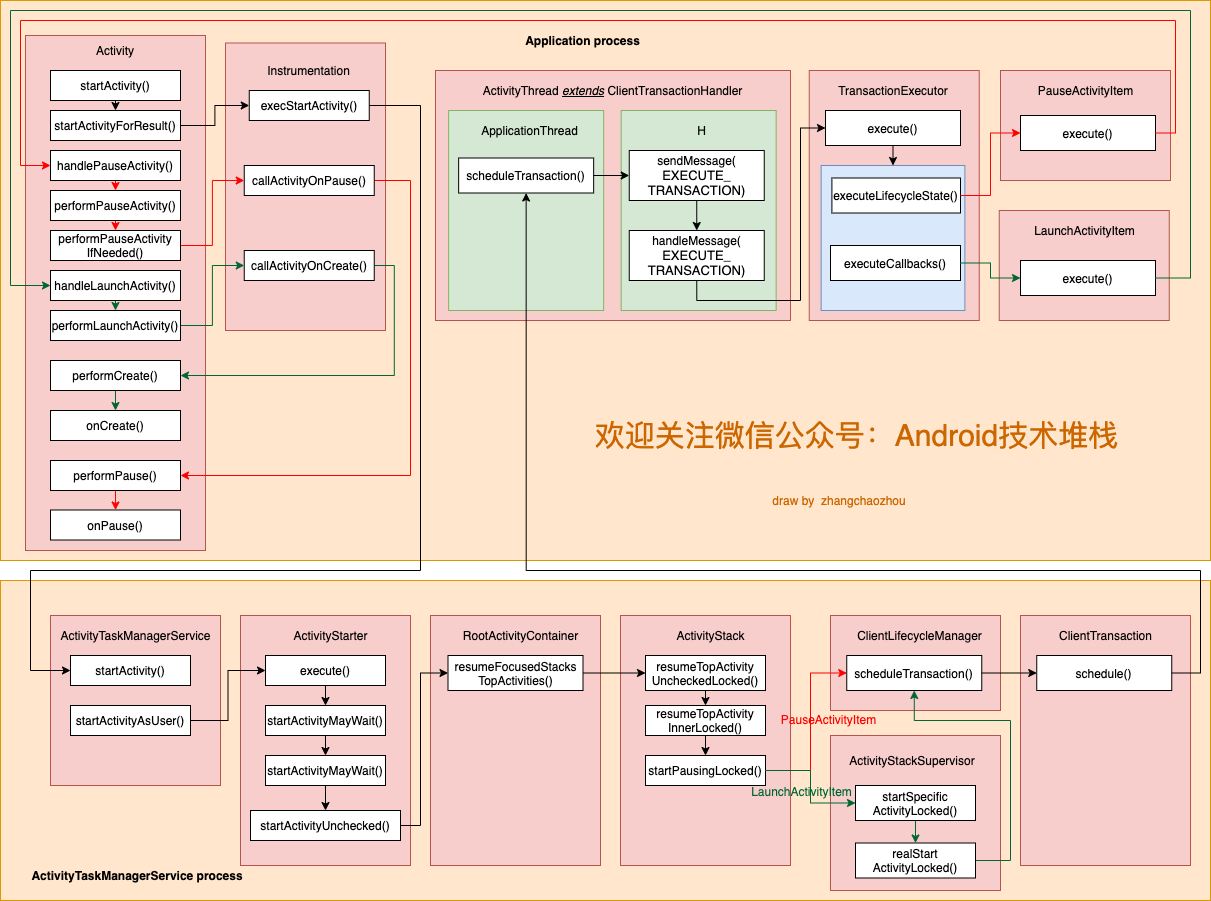 Application process
Activity
startActivity()
startActivityForResult()
handlePauseActivity()
performPauseActivity()
performPauseActivity
IfNeeded()
handleLaunchActivity()
performLaunchActivity()
performCreate()
onCreate()
performPause()
onPause()
Instrumentation
execStartActivity()
callActivityOnPause()
callActivityOnCreate()
ActivityThread extends ClientTransactionHandler
ApplicationThread
scheduleTransaction()
H
sendMessage(
EXECUTE_
TRANSACTION)
handleMessage(
EXECUTE_
TRANSACTION)
TransactionExecutor
execute()
executeLifecycleState()
executeCallbacks()
PauseActivityItem
execute()
LaunchActivityItem
execute()
欢迎关注微信公众号：Android技术堆栈
draw by zhangchaozhou
ActivityTaskManagerService
startActivity()
startActivityAsUser()
ActivityStarter
execute()
startActivityMayWait()
startActivityMayWait()
startActivityUnchecked()
RootActivityContainer
resumeFocusedStacks
TopActivities()
ActivityStack
resumeTopActivity
UncheckedLocked()
resumeTopActivity
InnerLocked()
startPausingLocked()
PauseActivityItem
LaunchActivityItem
ClientLifecycleManager
scheduleTransaction()
ActivityStackSupervisor
startSpecific
ActivityLocked()
realStart
ActivityLocked()
ClientTransaction
schedule()
ActivityTaskManagerService process